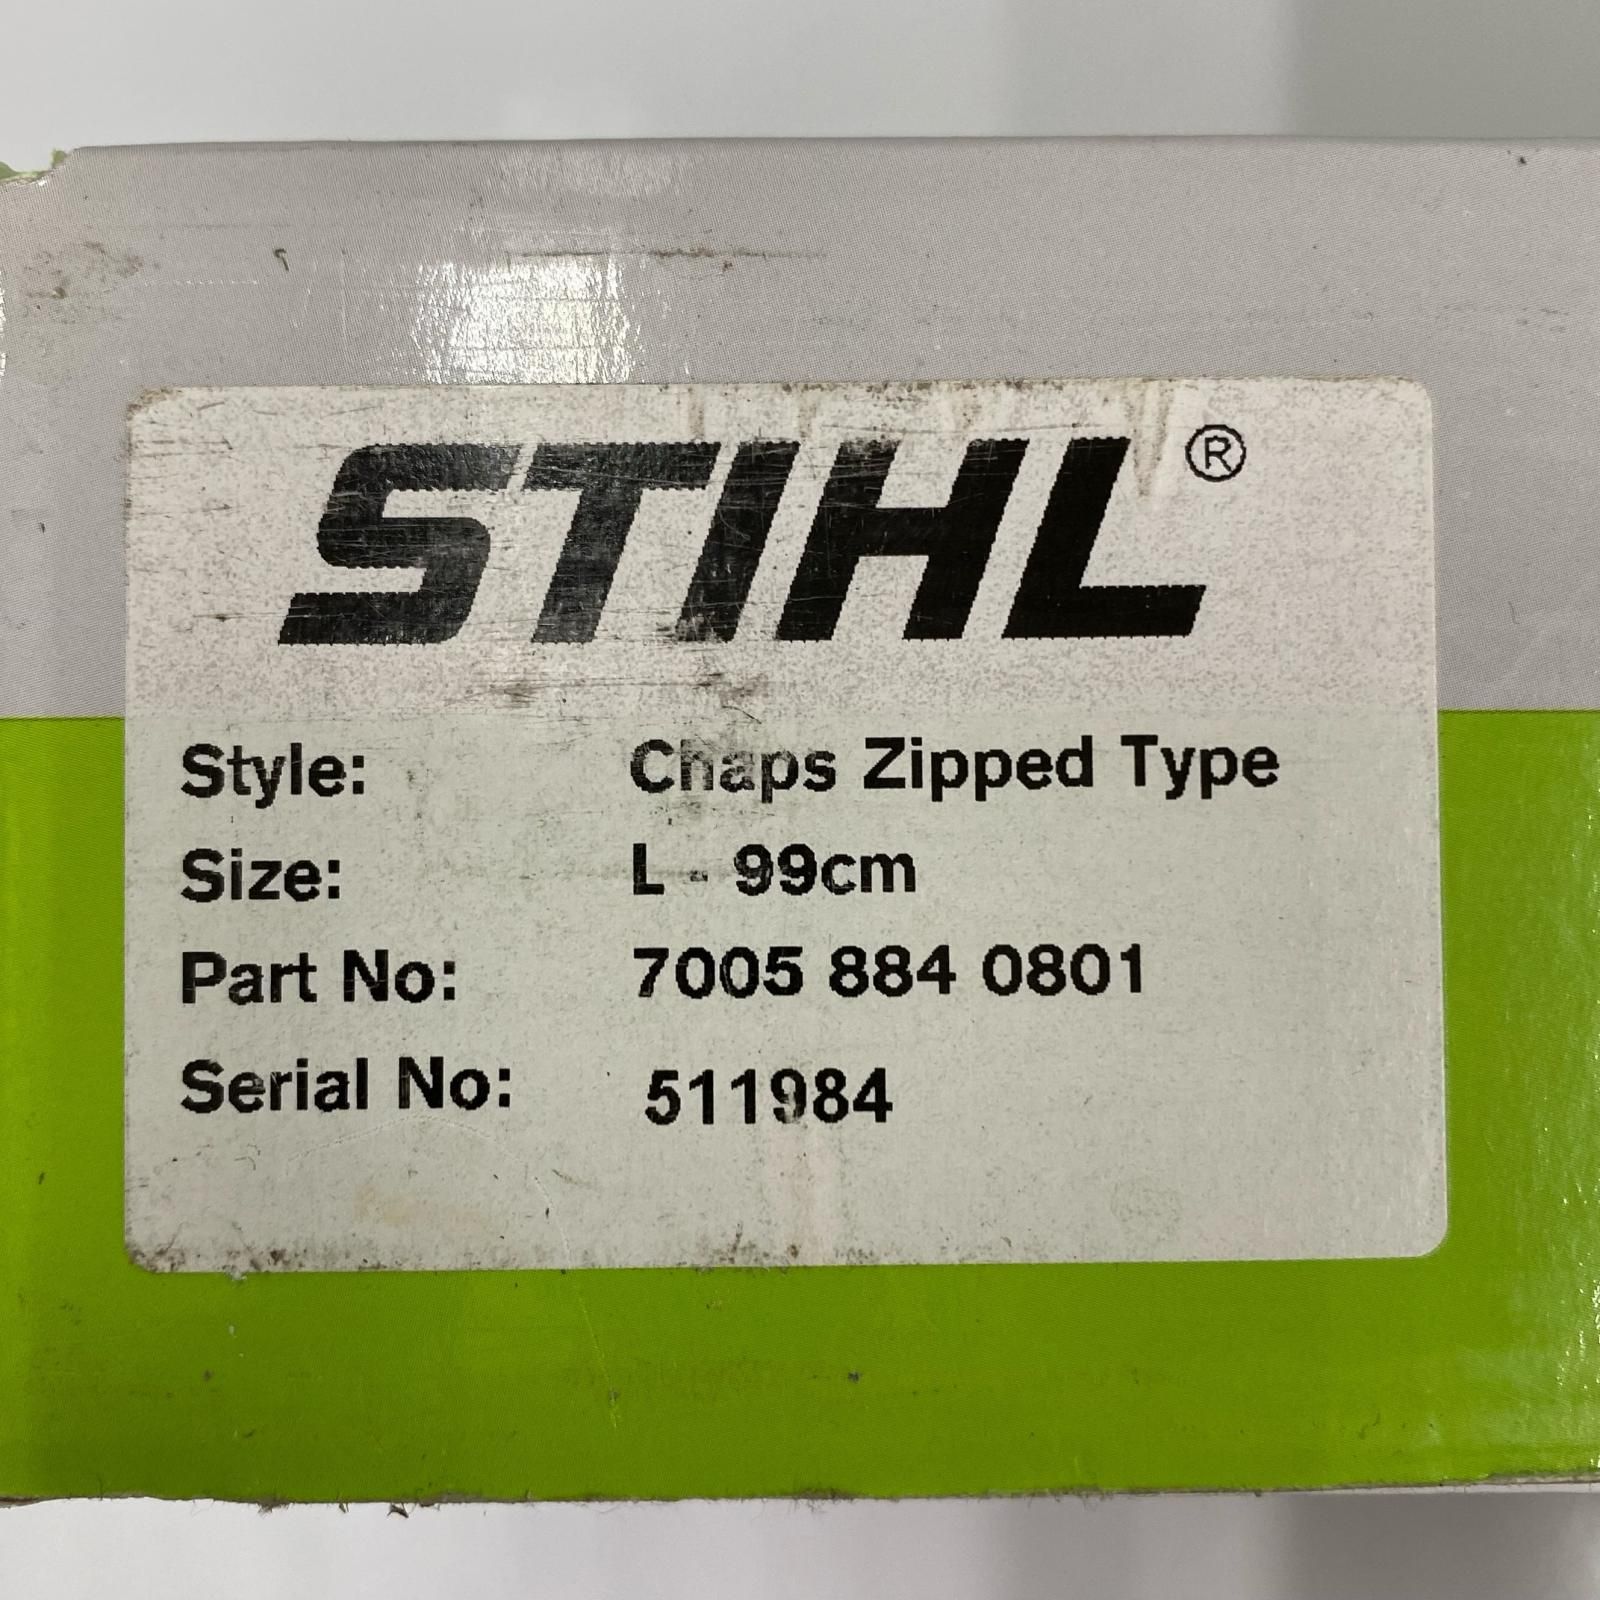 STIHL®
Style: Chaps Zipped Type
Size: L - 99cm
Part No: 7005 884 0801
Serial No: 511984